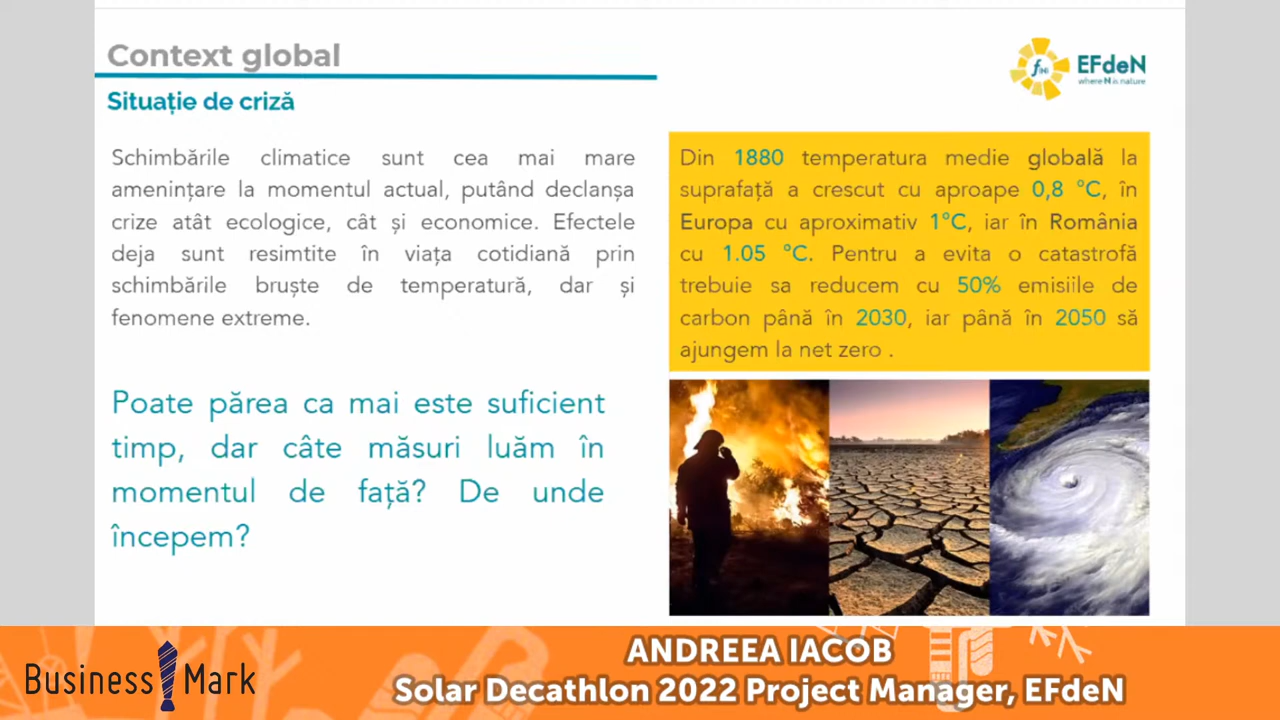 Context global
Situație de criză
Schimbările climatice sunt cea mai mare
amenințare la momentul actual, putând declanșa
crize atât ecologice, cât și economice. Efectele
deja sunt resimtite în viața cotidiană prin
schimbările bruște de temperatură, dar și
fenomene extreme.
Poate părea ca mai este suficient
timp, dar câte măsuri luăm în
momentul de față? De unde
începem?
EFdeN
where N is nature
Din 1880 temperatura medie globală la
suprafață a crescut cu aproape 0,8 °C, în
Europa cu aproximativ 1°C, iar în România
cu 1.05 °C. Pentru a evita o catastrofă
trebuie sa reducem cu 50% emisiile de
carbon până în 2030, iar până în 2050 să
ajungem la net zero .
Business Mark
ANDREEA IACOB
Solar Decathlon 2022 Project Manager, EFdeN